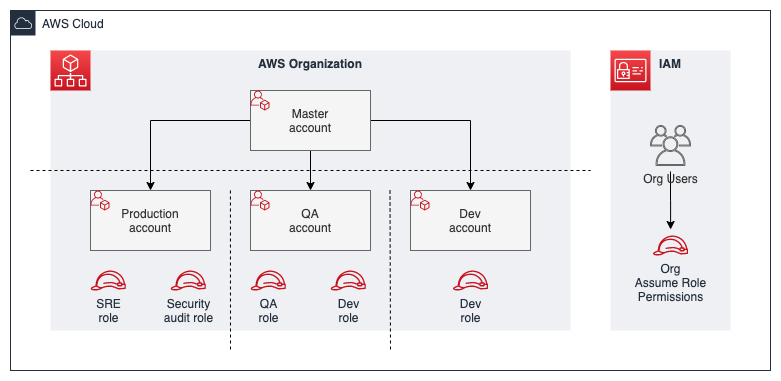 AWS Cloud
AWS Organization
IAM
Master
account
Org Users
Production
account
QA
account
Dev
account
SRE
role
Security
audit role
QA
role
Dev
role
Dev
role
Org
Assume Role
Permissions